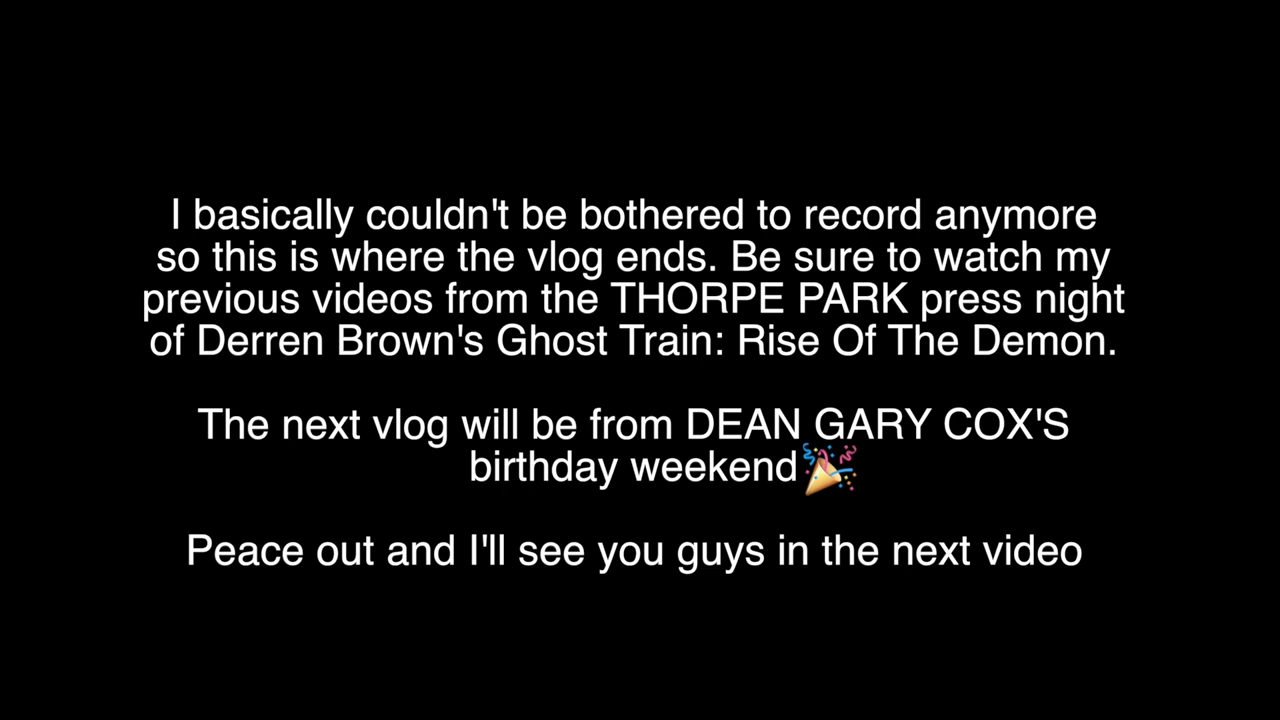 I basically couldn't be bothered to record anymore
so this is where the vlog ends. Be sure to watch my
previous videos from the THORPE PARK press night
of Derren Brown's Ghost Train: Rise Of The Demon.
The next vlog will be from DEAN GARY COX'S
birthday weekend🎉
Peace out and I'll see you guys in the next video